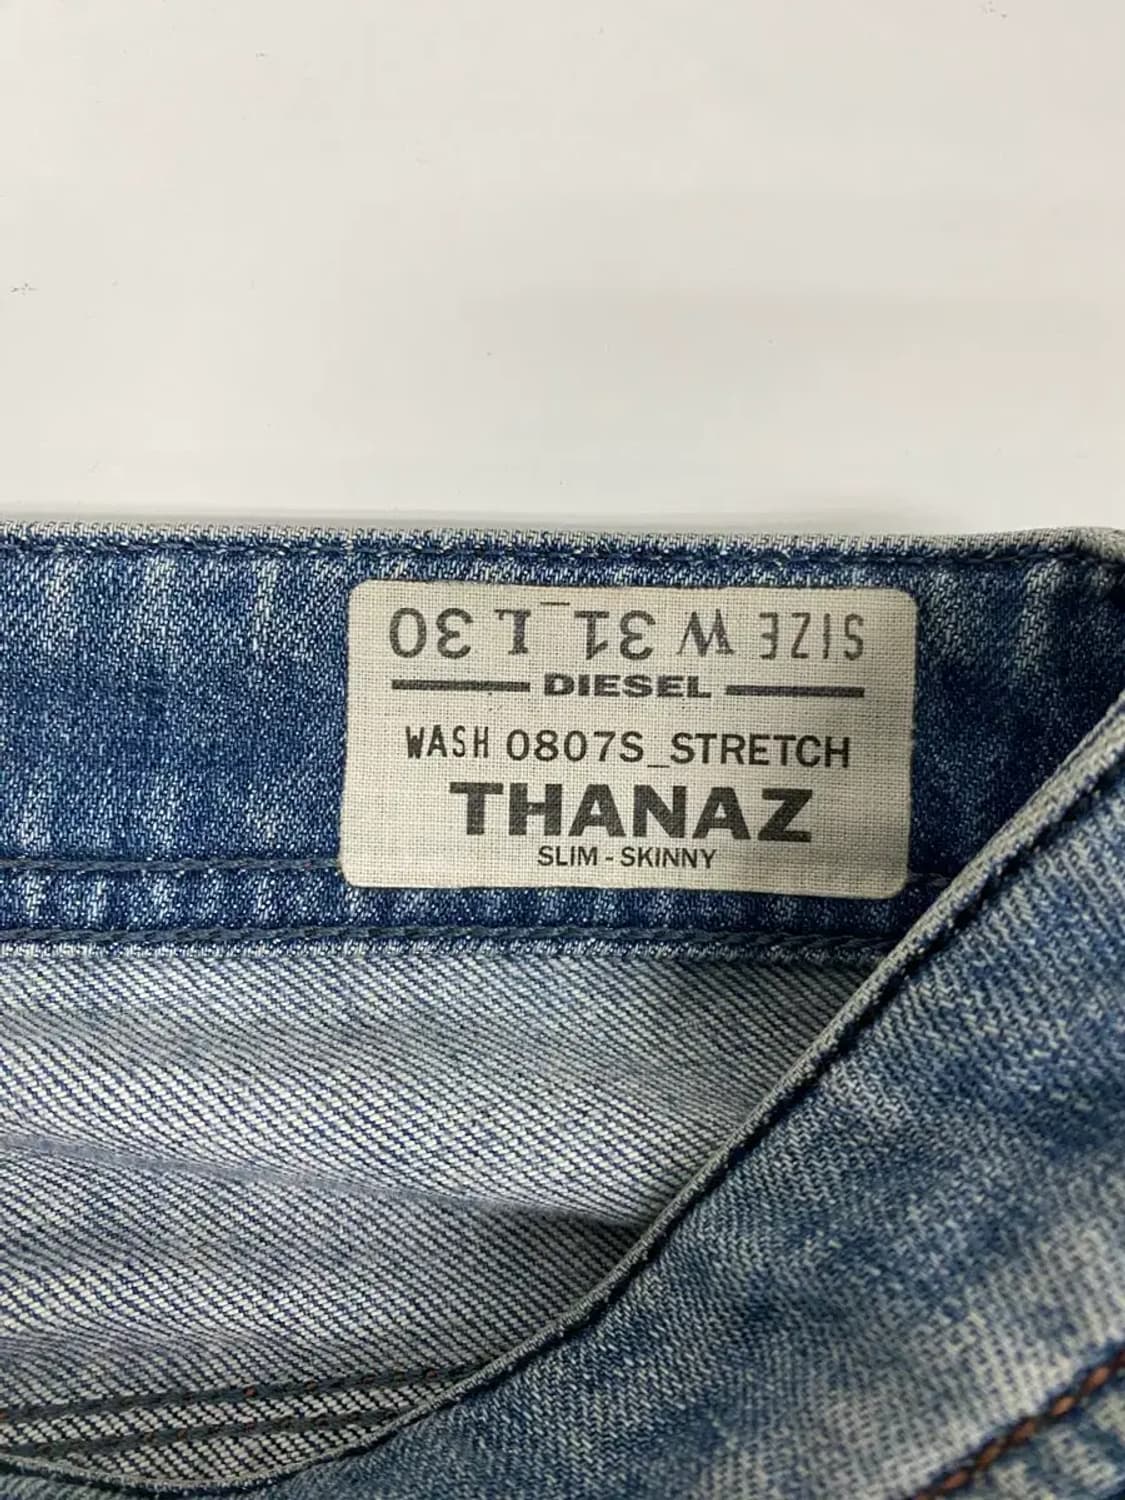 SIZE W 31 L 30
DIESEL
WASH 0807S_STRETCH
THANAZ
SLIM - SKINNY